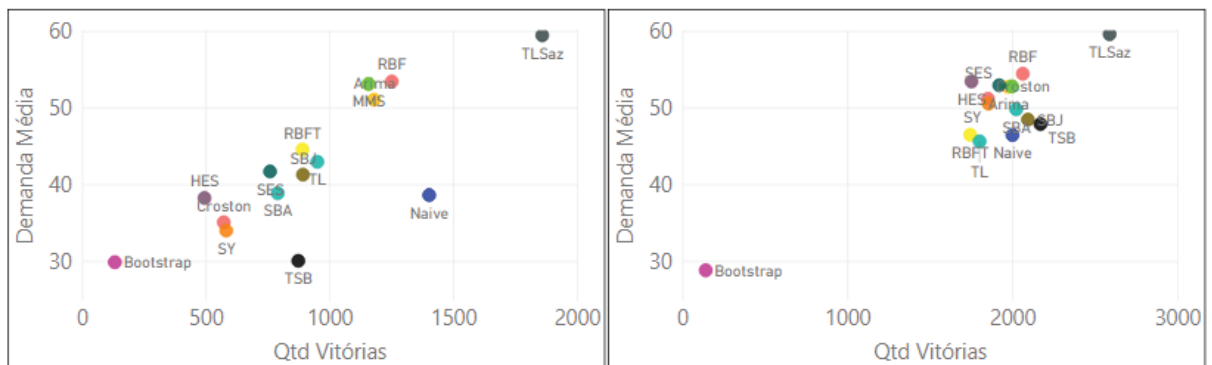 Demanda Média
60
50
40
30
TLSaz
RBF
Arima
MMS
RBFT
SBJ
TL
HES
SES
SBA
Naive
Croston
SY
TSB
Bootstrap
0 500 1000 1500 2000
Qtd Vitórias
Demanda Média
60
50
40
30
TLSaz
RBF
SES
Croston
HES
Arima
SY
SBA
SBJ
TSB
RBFT
Naive
TL
Bootstrap
0 1000 2000 3000
Qtd Vitórias